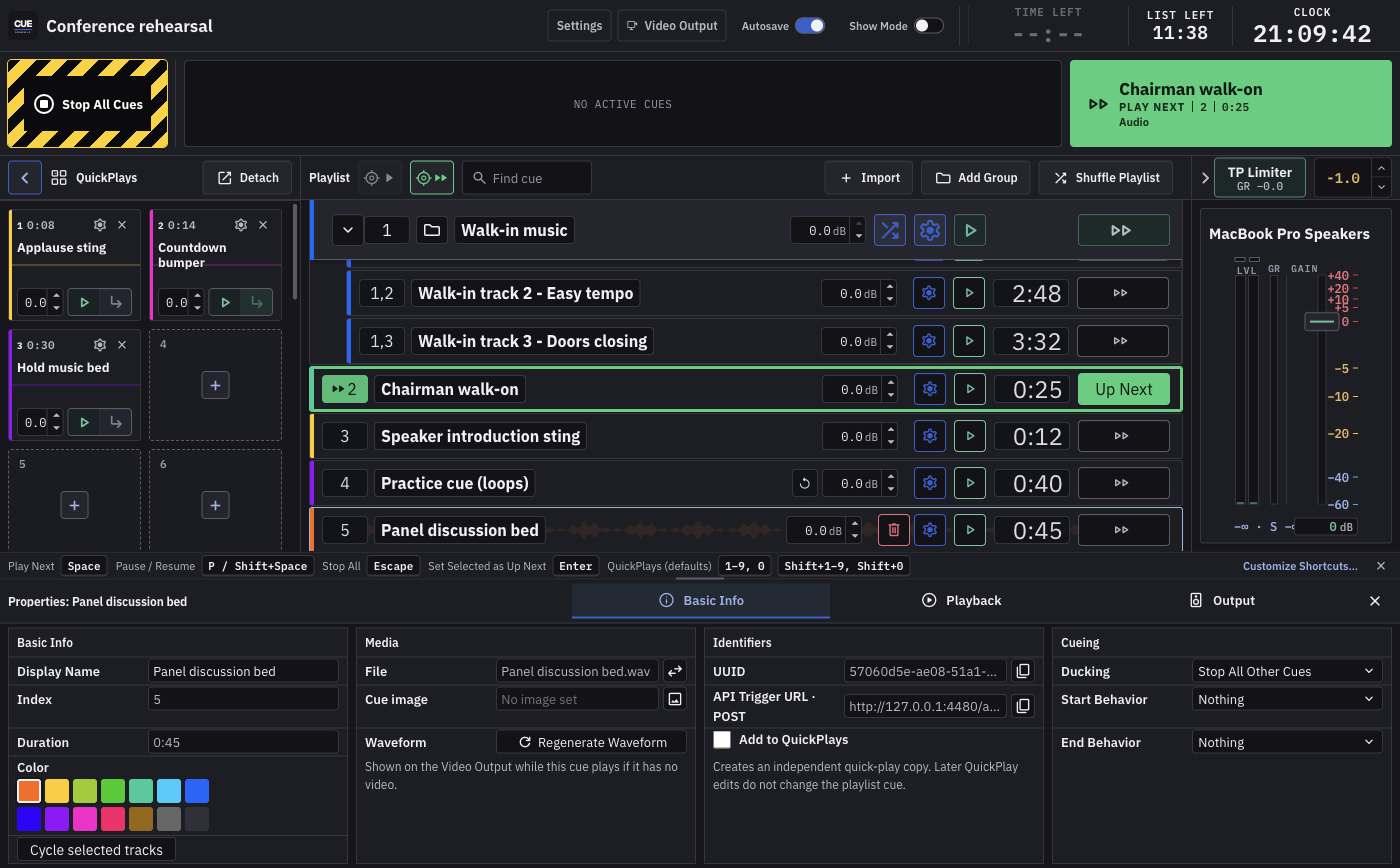 CUE Conference rehearsal
Settings
Video Output
Autosave
Show Mode
TIME LEFT
--:--
LIST LEFT
11:38
CLOCK
21:09:42
Stop All Cues
NO ACTIVE CUES
Chairman walk-on
PLAY NEXT | 2 | 0:25
Audio
QuickPlays
Detach
Playlist
Find cue
Import
Add Group
Shuffle Playlist
TP Limiter
GR -0.0
-1.0
1 0:08
Applause sting
0.0
2 0:14
Countdown
bumper
0.0
3 0:30
Hold music bed
0.0
4
5
6
1 Walk-in music 0.0 dB
1,2 Walk-in track 2 - Easy tempo 0.0 dB 2:48
1,3 Walk-in track 3 - Doors closing 0.0 dB 3:32
2 Chairman walk-on 0.0 dB 0:25 Up Next
3 Speaker introduction sting 0.0 dB 0:12
4 Practice cue (loops) 0.0 dB 0:40
5 Panel discussion bed 0.0 dB 0:45
MacBook Pro Speakers
LVL GR GAIN
+40
+20
+10
+5
0
-5
-10
-20
-40
-60
-∞ · S 0 dB
Play Next Space Pause / Resume P / Shift+Space Stop All Escape Set Selected as Up Next Enter QuickPlays (defaults) 1-9, 0 Shift+1-9, Shift+0 Customize Shortcuts...
Properties: Panel discussion bed
Basic Info
Playback
Output
Basic Info
Display Name Panel discussion bed
Index 5
Duration 0:45
Color
Cycle selected tracks
Media
File Panel discussion bed.wav
Cue image No image set
Waveform Regenerate Waveform
Shown on the Video Output while this cue plays if it has no
video.
Identifiers
UUID 57060d5e-ae08-51a1-...
API Trigger URL ·
POST
http://127.0.0.1:4480/a...
Add to QuickPlays
Creates an independent quick-play copy. Later QuickPlay
edits do not change the playlist cue.
Cueing
Ducking Stop All Other Cues
Start Behavior Nothing
End Behavior Nothing